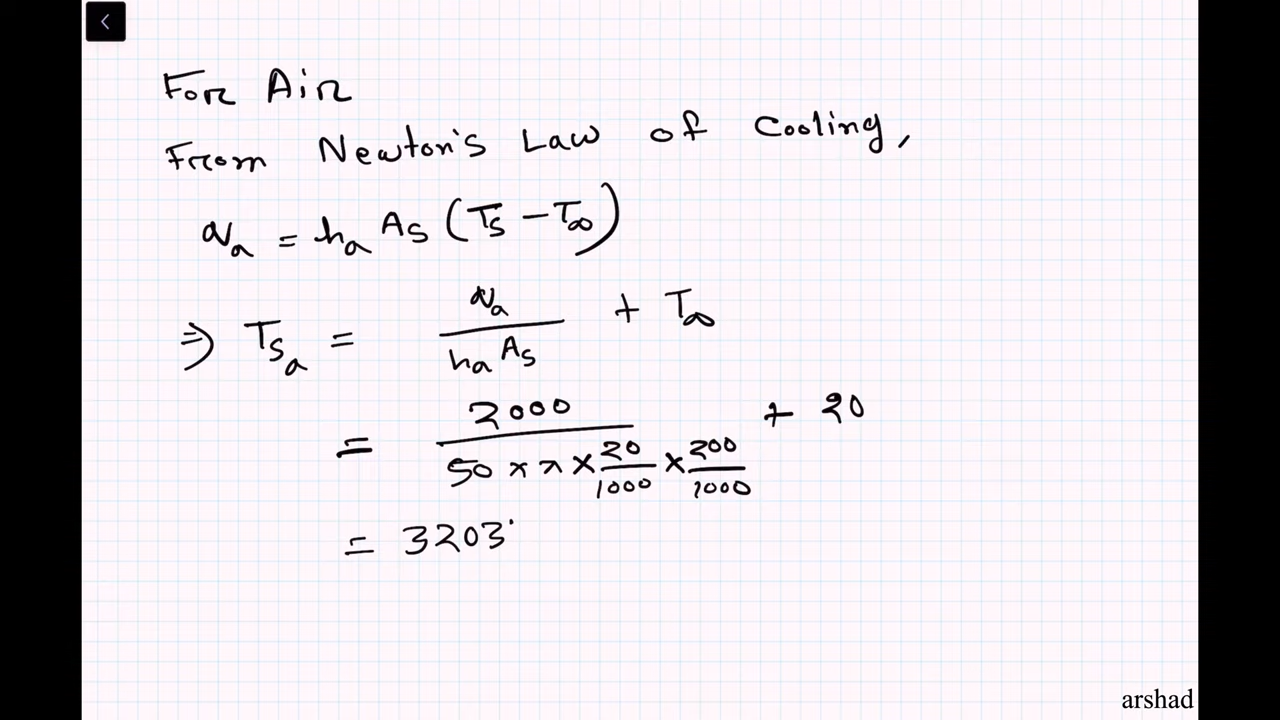 For Air
From Newton's Law of Cooling,
qa = ha As (Ts - T∞)
⇒ Tsa = qa / ha As + T∞
= 2000 / 50 × π × 20/1000 × 200/1000 + 20
= 3203
arshad